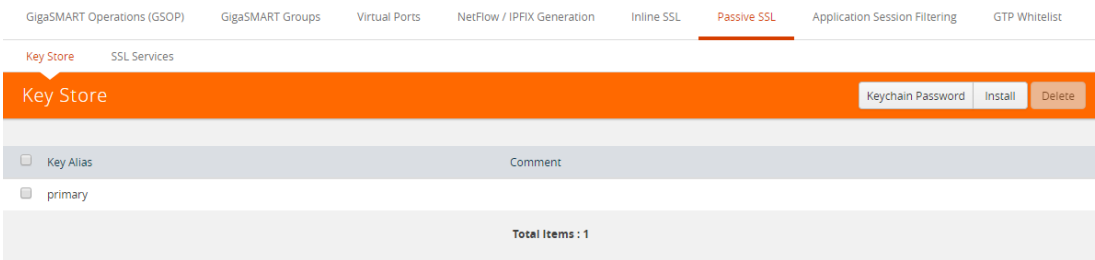 GigaSMART Operations (GSOP) GigaSMART Groups Virtual Ports NetFlow / IPFIX Generation Inline SSL Passive SSL Application Session Filtering GTP Whitelist
Key Store SSL Services
Key Store Keychain Password Install Delete
Key Alias Comment
primary
Total Items : 1